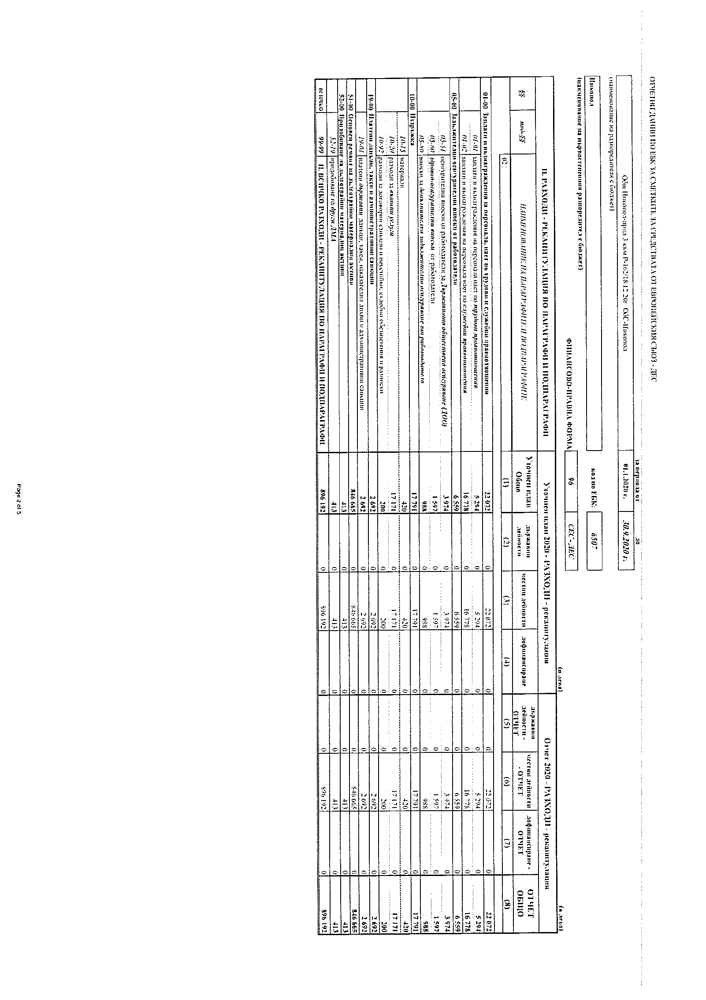 ОТЧЕТНИ ДАННИ ПО ЕБК ЗА СМЕТКИТЕ ЗА СРЕДСТВАТА ОТ ЕВРОПЕЙСКИЯ СЪЮЗ - ДЕС
за периода от до
Общ Никопол-прил 3 към Р-162/18.12.20г. ОбС-Никопол 01.1.2020 г. 30.9.2020 г.
(наименование на разпоредителя с бюджет)
Никопол код по ЕБК: 6507
(наименование на първостепенния разпоредител с бюджет)
ФИНАНСОВО-ПРАВНА ФОРМА 96 СЕС - ДЕС
(в лева) (в лева)
II. РАЗХОДИ - РЕКАПИТУЛАЦИЯ ПО ПАРАГРАФИ И ПОДПАРАГРАФИ Уточнен план 2020 - РАЗХОДИ - рекапитулация Отчет 2020 - РАЗХОДИ - рекапитулация
§§ под-§§ НАИМЕНОВАНИЕ НА ПАРАГРАФИТЕ И ПОДПАРАГРАФИТЕ Уточнен план Общо държавни дейности местни дейности дофинансиране държавни дейности - ОТЧЕТ местни дейности - ОТЧЕТ дофинансиране - ОТЧЕТ ОТЧЕТ ОБЩО
02 (1) (2) (3) (4) (5) (6) (7) (8)
01-00 Заплати и възнаграждения за персонала, нает по трудови и служебни правоотношения 22 072 0 22 072 0 0 22 072 0 22 072
01-01 заплати и възнаграждения на персонала нает по трудови правоотношения 5 294 0 5 294 0 0 5 294 0 5 294
01-02 заплати и възнаграждения на персонала нает по служебни правоотношения 16 778 0 16 778 0 0 16 778 0 16 778
05-00 Задължителни осигурителни вноски от работодатели 6 559 0 6 559 0 0 6 559 0 6 559
05-51 осигурителни вноски от работодатели за Държавното обществено осигуряване (ДОО) 3 974 0 3 974 0 0 3 974 0 3 974
05-60 здравно-осигурителни вноски от работодатели 1 597 0 1 597 0 0 1 597 0 1 597
05-80 вноски за допълнително задължително осигуряване от работодатели 988 0 988 0 0 988 0 988
10-00 Издръжка 17 791 0 17 791 0 0 17 791 0 17 791
10-15 материали 420 0 420 0 0 420 0 420
10-20 разходи за външни услуги 17 171 0 17 171 0 0 17 171 0 17 171
10-92 разходи за договорни санкции и неустойки, съдебни обезщетения и разноски 200 0 200 0 0 200 0 200
19-00 Платени данъци, такси и административни санкции 2 692 0 2 692 0 0 2 692 0 2 692
19-01 платени държавни данъци, такси, наказателни лихви и административни санкции 2 692 0 2 692 0 0 2 692 0 2 692
51-00 Основен ремонт на дълготрайни материални активи 846 665 0 846 665 0 0 846 665 0 846 665
52-00 Придобиване на дълготрайни материални активи 413 0 413 0 0 413 0 413
52-19 придобиване на други ДМА 413 0 413 0 0 413 0 413
всичко 99-99 II. ВСИЧКО РАЗХОДИ - РЕКАПИТУЛАЦИЯ ПО ПАРАГРАФИ И ПОДПАРАГРАФИ 896 192 0 896 192 0 0 896 192 0 896 192
Page 2 of 5